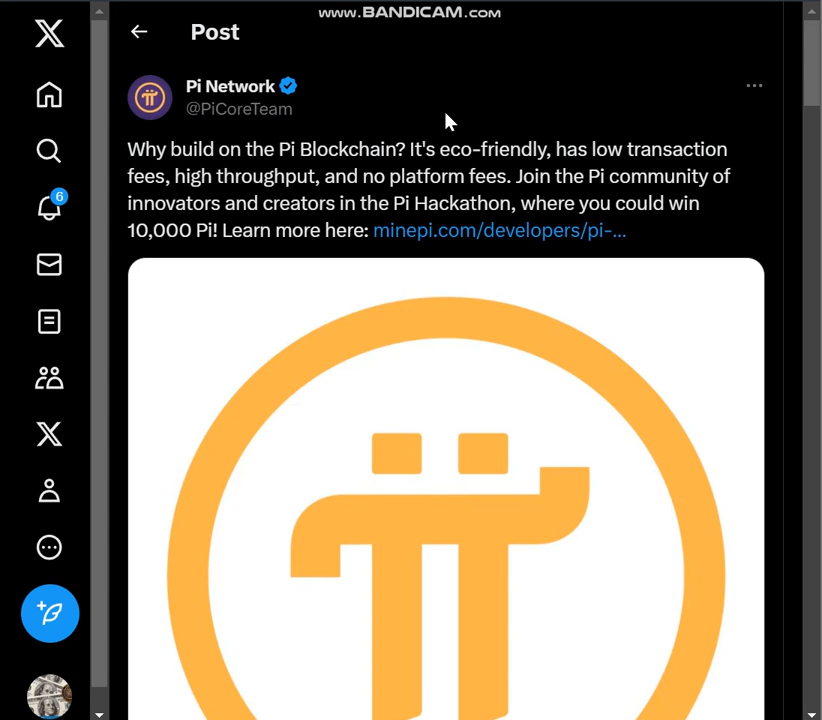 www.BANDICAM.com
Post
Pi Network
@PiCoreTeam
Why build on the Pi Blockchain? It's eco-friendly, has low transaction
fees, high throughput, and no platform fees. Join the Pi community of
innovators and creators in the Pi Hackathon, where you could win
10,000 Pi! Learn more here: minepi.com/developers/pi-...
6